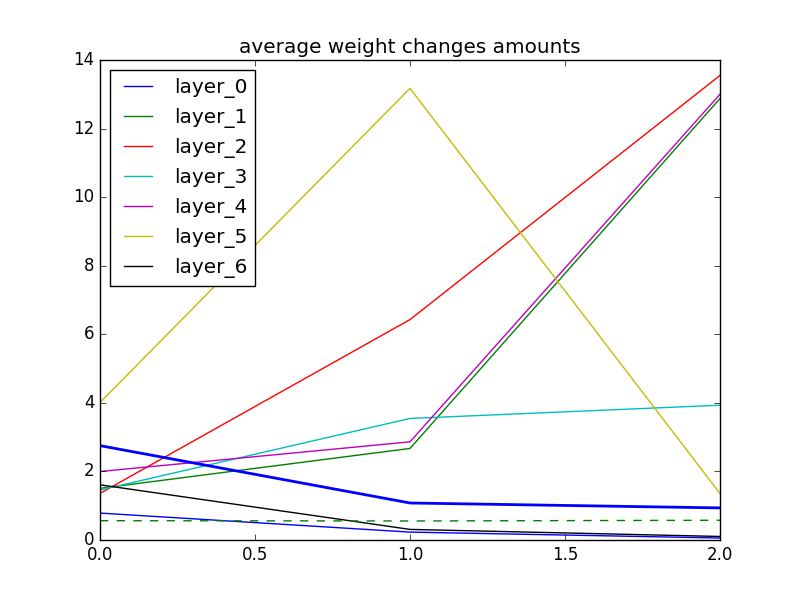 average weight changes amounts
14
12
10
8
6
4
2
0
layer_0
layer_1
layer_2
layer_3
layer_4
layer_5
layer_6
0.0 0.5 1.0 1.5 2.0